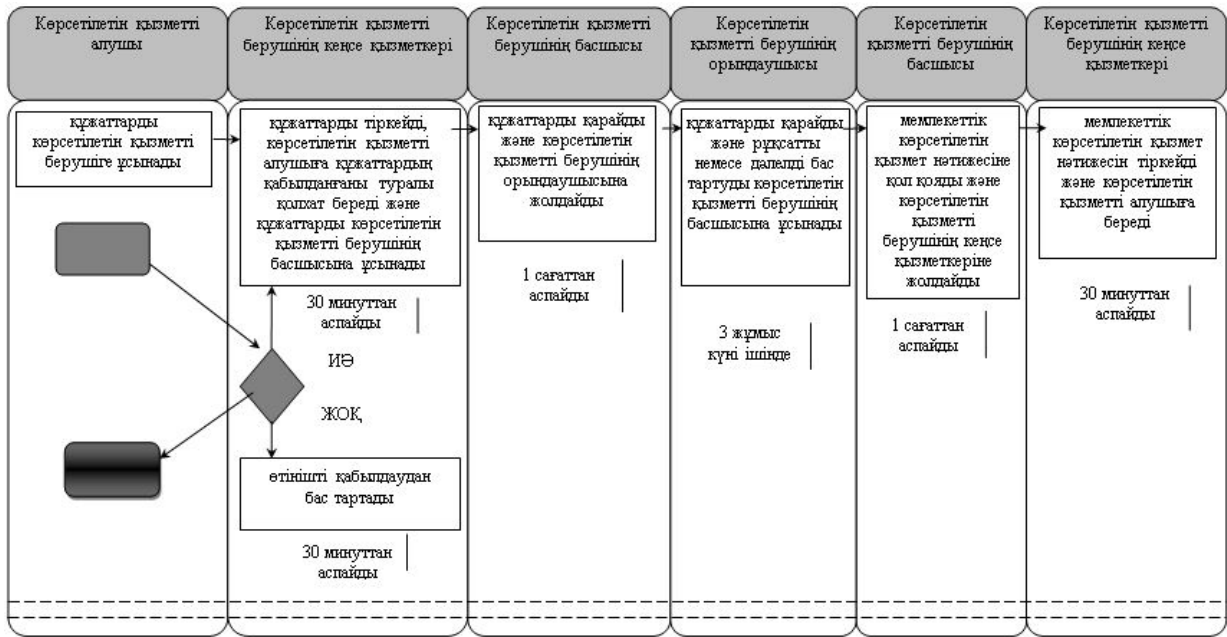 Көрсетілетін қызметті
алушы
Көрсетілетін қызметті
берушінің кеңсе қызметкері
Көрсетілетін қызметті
берушінің басшысы
Көрсетілетін
қызметті берушінің
орындаушысы
Көрсетілетін
қызметті берушінің
басшысы
Көрсетілетін қызметті
берушінің кеңсе
қызметкері
құжаттарды
көрсетілетін қызметті
берушіге ұсынады
құжаттарды тіркейді,
көрсетілетін қызметті
алушыға құжаттардың
қабылданғаны туралы
қолхат береді және
құжаттарды көрсетілетін
қызметті берушінің
басшысына ұсынады
30 минуттан
аспайды
ИӘ
ЖОҚ
өтінішті қабылдаудан
бас тартады
30 минуттан
аспайды
құжаттарды қарайды
және көрсетілетін
қызметті берушінің
орындаушысына
жолдайды
1 сағаттан
аспайды
құжаттарды қарайды
және рұқсатты
немесе дәлелді бас
тартуды көрсетілетін
қызметті берушінің
басшысына ұсынады
3 жұмыс
күні ішінде
мемлекеттік
көрсетілетін
қызмет нәтижесіне
қол қояды және
көрсетілетін
қызметті
берушінің кеңсе
қызметкеріне
жолдайды
1 сағаттан
аспайды
мемлекеттік
көрсетілетін қызмет
нәтижесін тіркейді
және көрсетілетін
қызметті алушыға
береді
30 минуттан
аспайды